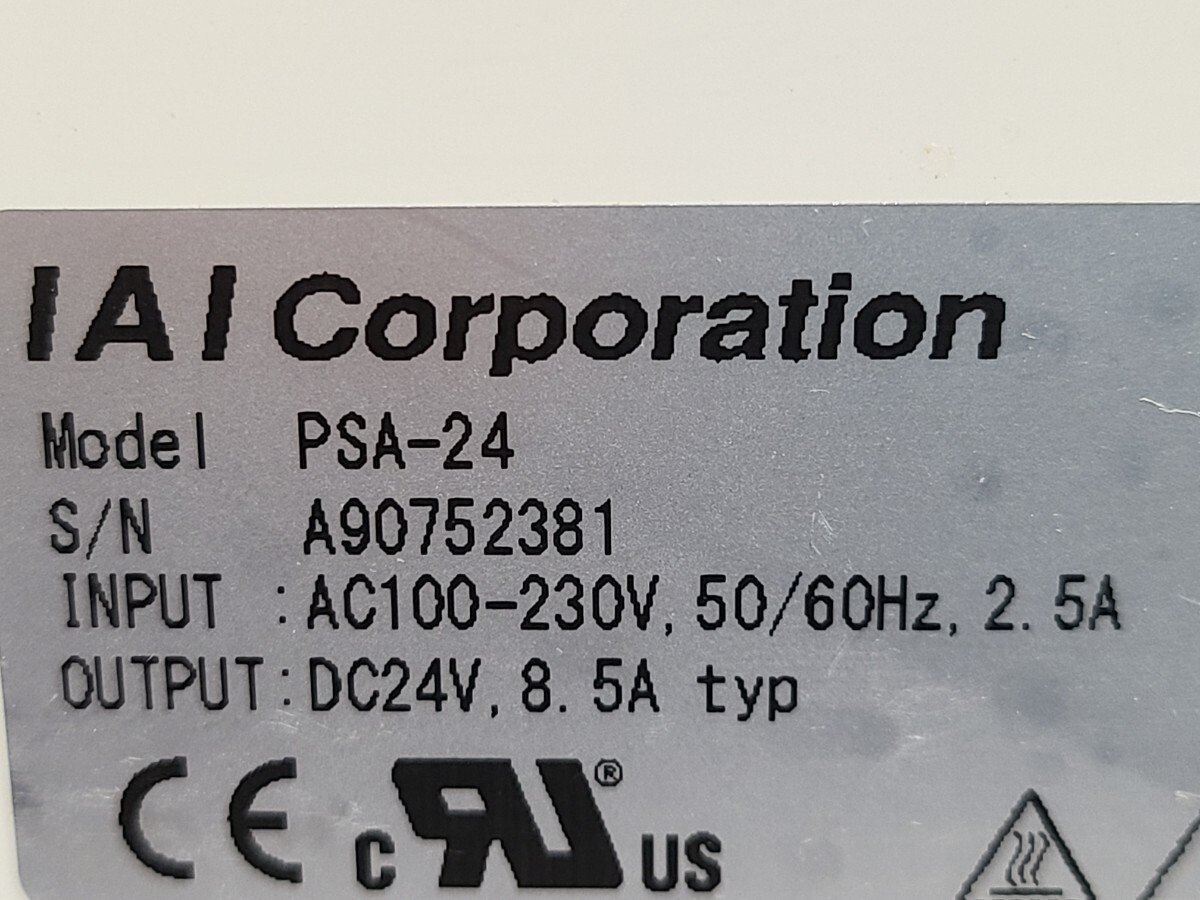 IAI Corporation
Model PSA-24
S/N A90752381
INPUT :AC100-230V, 50/60Hz, 2.5A
OUTPUT:DC24V, 8.5A typ
CE c RU ® US